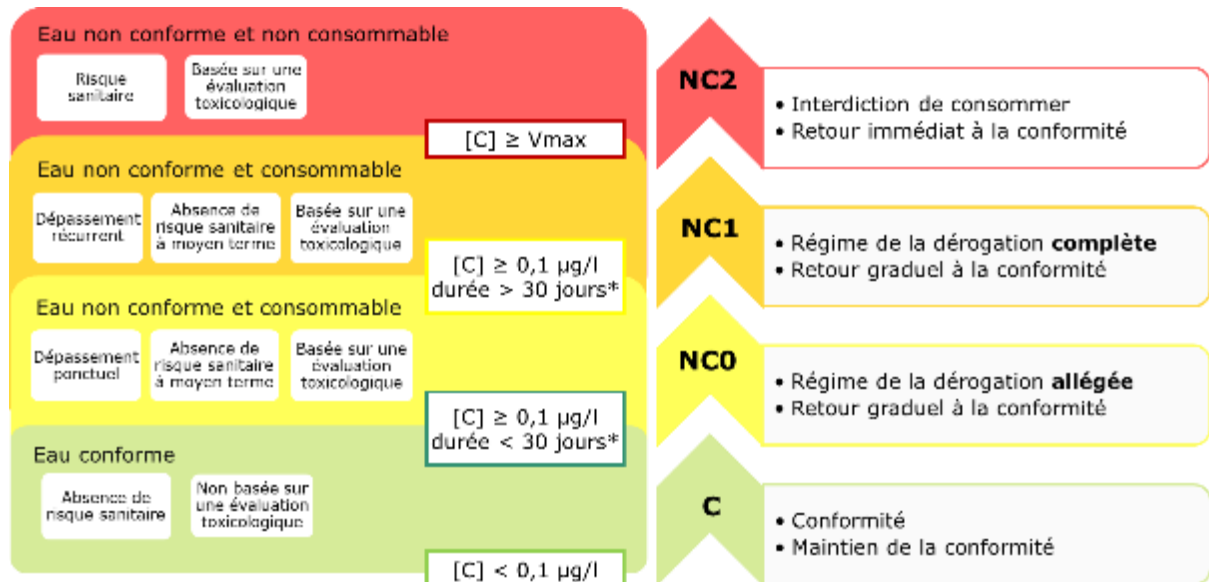 Eau non conforme et non consommable
Risque
sanitaire
Basée sur une
évaluation
toxicologique
[C] ≥ Vmax
Eau non conforme et consommable
Dépassement
récurrent
Absence de
risque sanitaire
à moyen terme
Basée sur une
évaluation
toxicologique
[C] ≥ 0,1 µg/l
durée > 30 jours*
Eau non conforme et consommable
Dépassement
ponctuel
Absence de
risque sanitaire
à moyen terme
Basée sur une
évaluation
toxicologique
[C] ≥ 0,1 µg/l
durée < 30 jours*
Eau conforme
Absence de
risque sanitaire
Non basée sur
une évaluation
toxicologique
[C] < 0,1 µg/l
NC2
• Interdiction de consommer
• Retour immédiat à la conformité
NC1
• Régime de la dérogation complète
• Retour graduel à la conformité
NC0
• Régime de la dérogation allégée
• Retour graduel à la conformité
C
• Conformité
• Maintien de la conformité